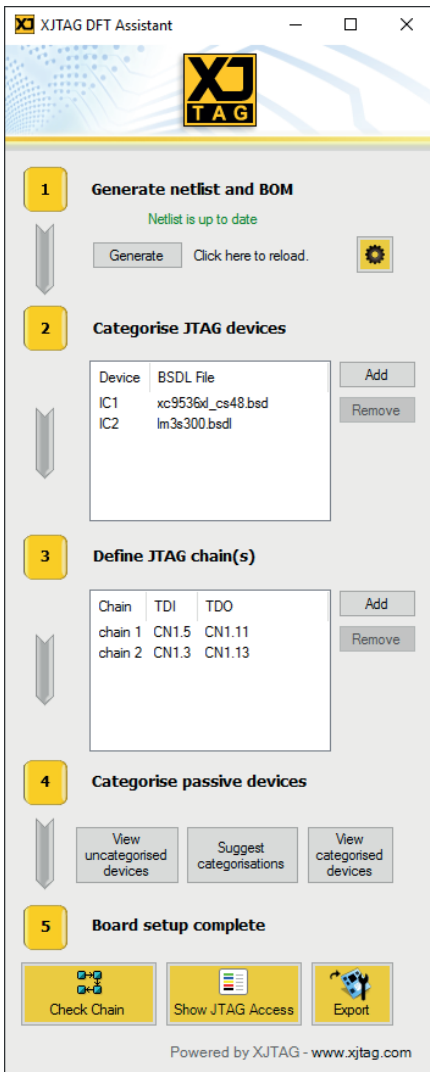 XJTAG DFT Assistant
XJ
TAG
1 Generate netlist and BOM
Netlist is up to date
Generate Click here to reload.
2 Categorise JTAG devices
Device BSDL File Add
IC1 xc9536xl_cs48.bsd Remove
IC2 lm3s300.bsdl
3 Define JTAG chain(s)
Chain TDI TDO Add
chain 1 CN1.5 CN1.11 Remove
chain 2 CN1.3 CN1.13
4 Categorise passive devices
View
uncategorised
devices
Suggest
categorisations
View
categorised
devices
5 Board setup complete
Check Chain Show JTAG Access Export
Powered by XJTAG - www.xjtag.com